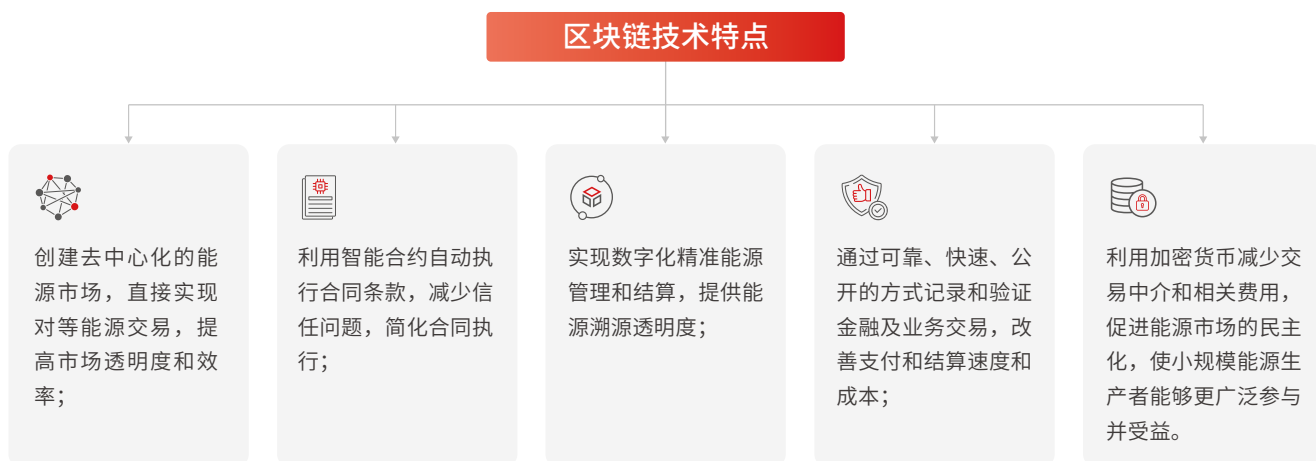 区块链技术特点
创建去中心化的能
源市场，直接实现
对等能源交易，提
高市场透明度和效
率；
利用智能合约自动执
行合同条款，减少信
任问题，简化合同执
行；
实现数字化精准能源
管理和结算，提供能
源溯源透明度；
通过可靠、快速、公
开的方式记录和验证
金融及业务交易，改
善支付和结算速度和
成本；
利用加密货币减少交
易中介和相关费用，
促进能源市场的民主
化，使小规模能源生
产者能够更广泛参与
并受益。